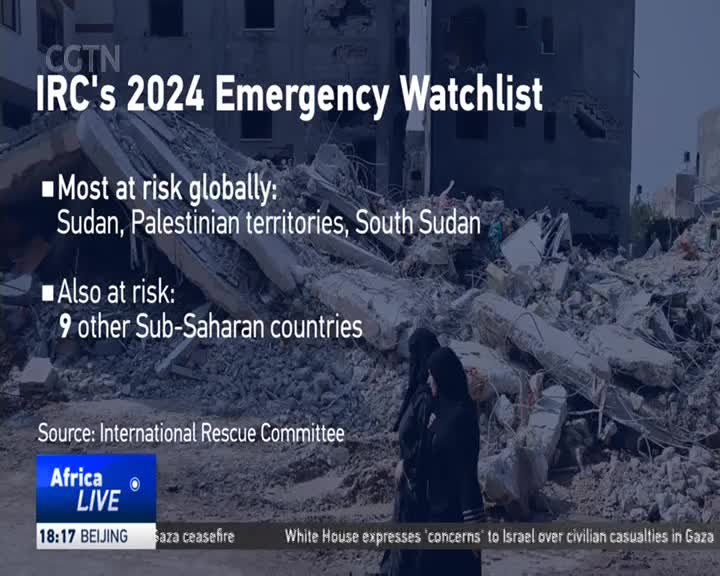 CGTN
IRC's 2024 Emergency Watchlist
Most at risk globally:
Sudan, Palestinian territories, South Sudan
Also at risk:
9 other Sub-Saharan countries
Source: International Rescue Committee
Africa
LIVE
18:17 BEIJING
Gaza ceasefire White House expresses 'concerns' to Israel over civilian casualties in Gaza